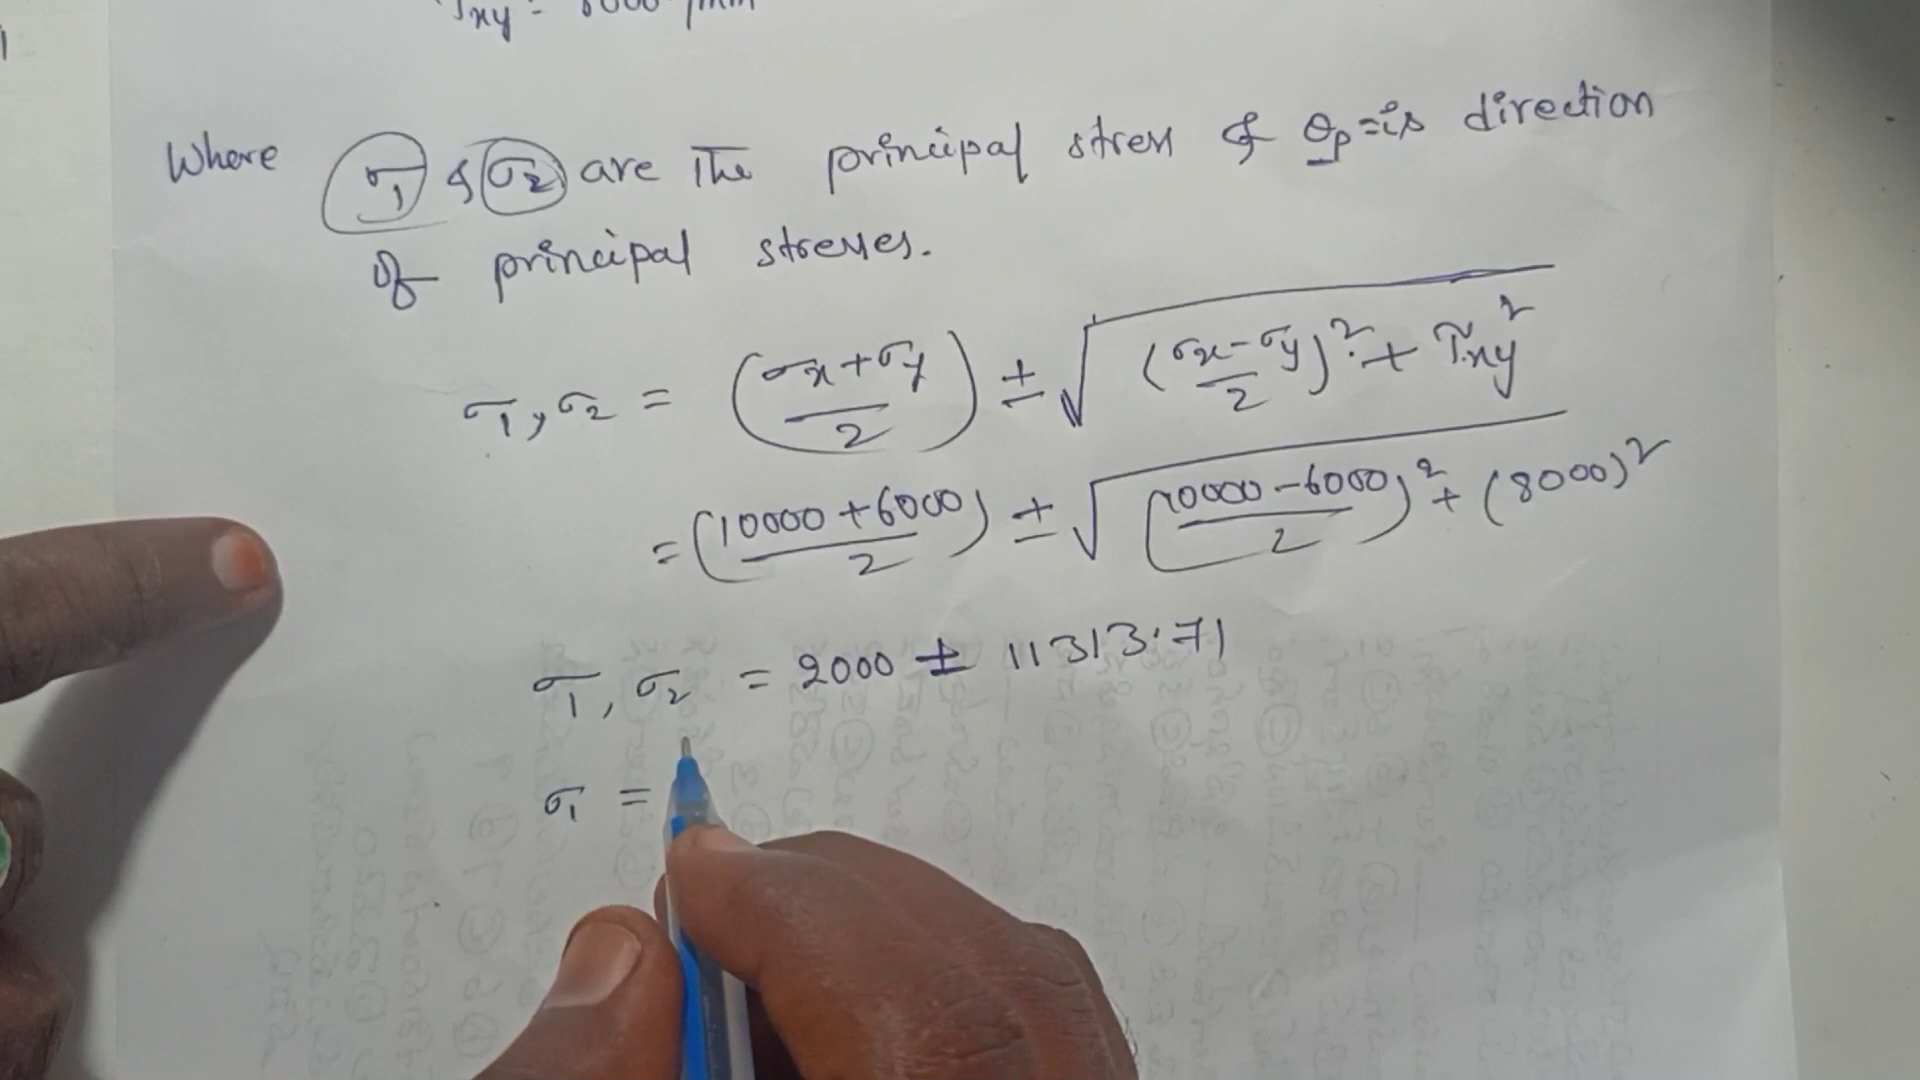 τxy = 8000
Where σ1 & σ2 are the principal stress & θp = is direction
of principal stresses.
σ1, σ2 = (σx + σy / 2) ± √((σx - σy / 2)² + τxy²)
= (10000 + 6000 / 2) ± √((10000 - 6000 / 2)² + (8000)²
σ1, σ2 = 2000 ± 11313.71
σ1 =